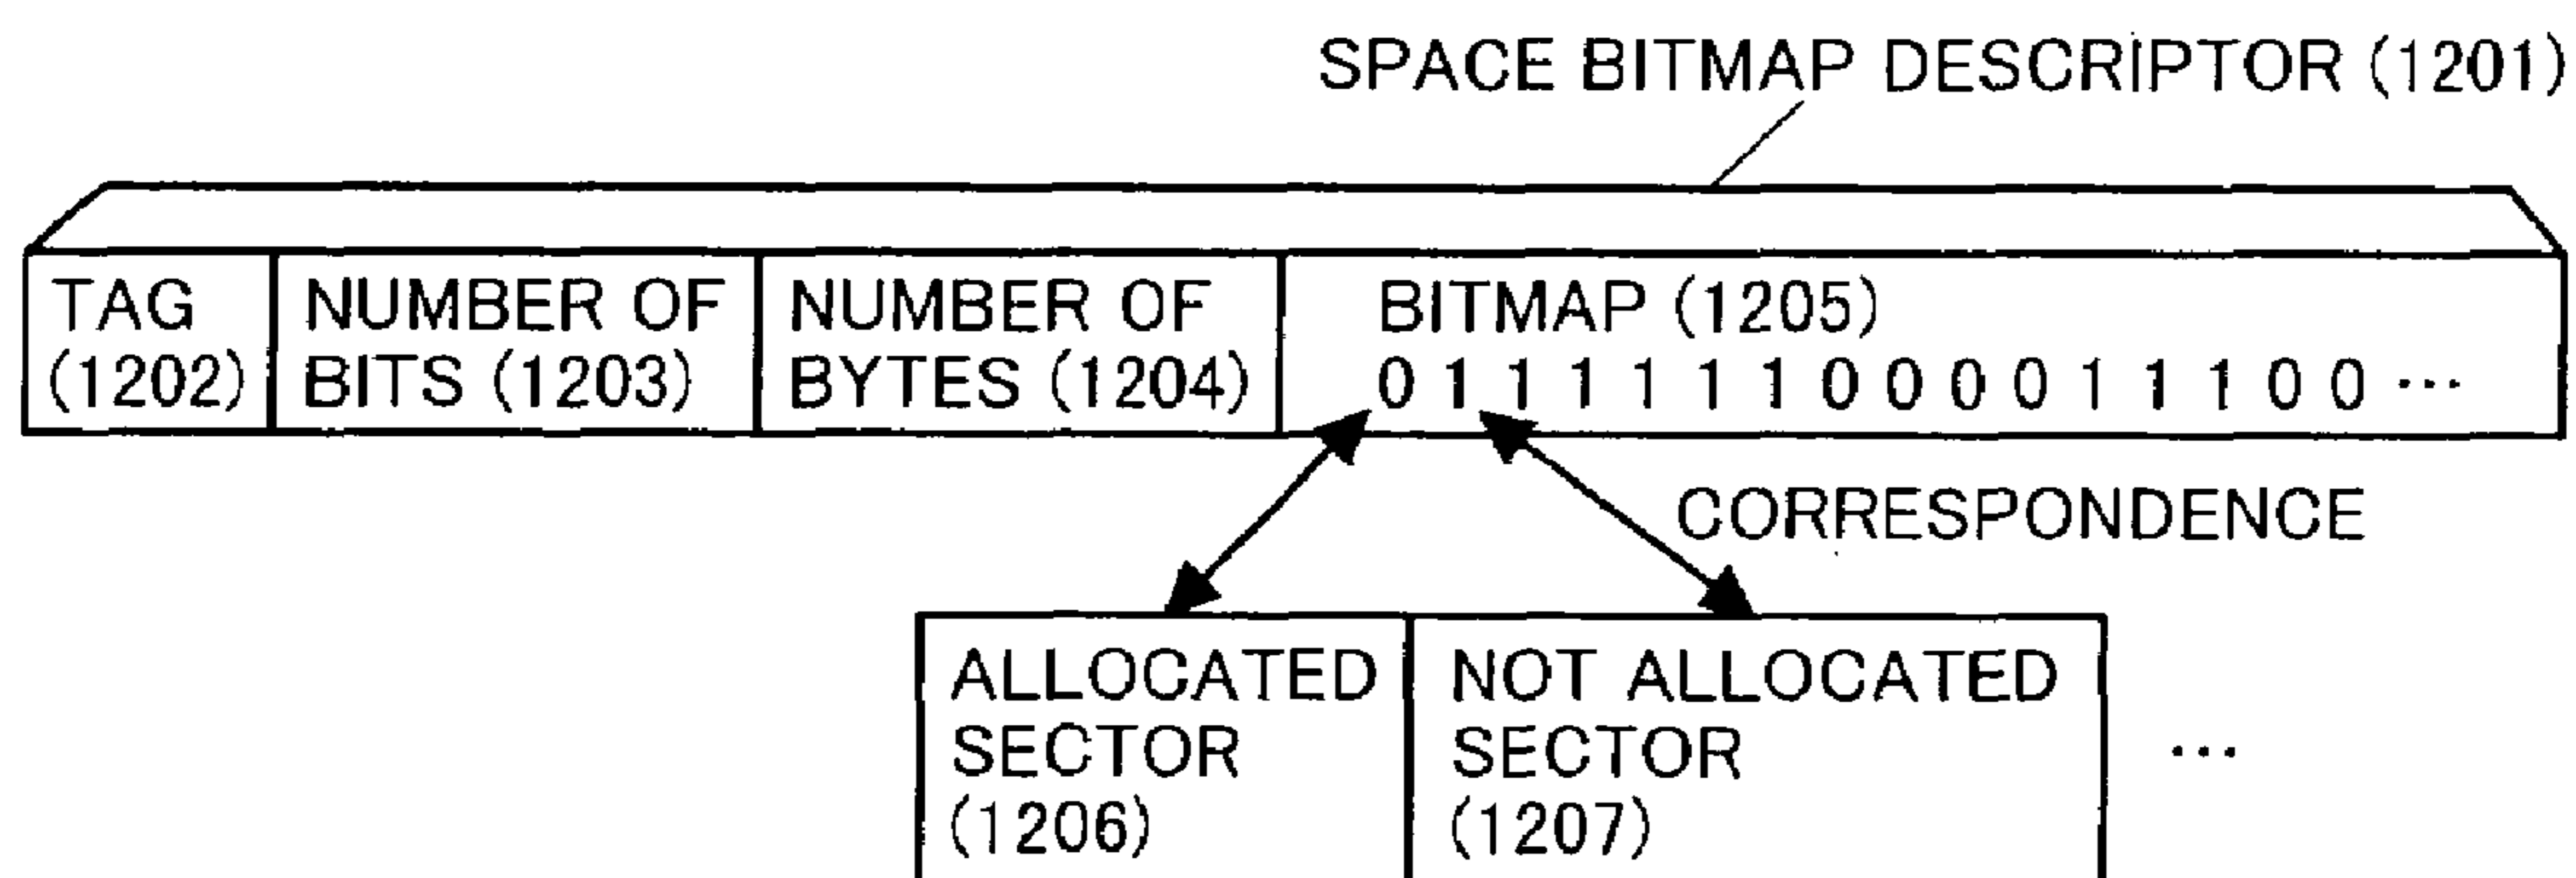 SPACE BITMAP DESCRIPTOR (1201)
TAG
(1202)
NUMBER OF
BITS (1203)
NUMBER OF
BYTES (1204)
BITMAP (1205)
0 1 1 1 1 1 1 0 0 0 0 1 1 1 0 0 ···
CORRESPONDENCE
ALLOCATED
SECTOR
(1206)
NOT ALLOCATED
SECTOR
(1207)
···